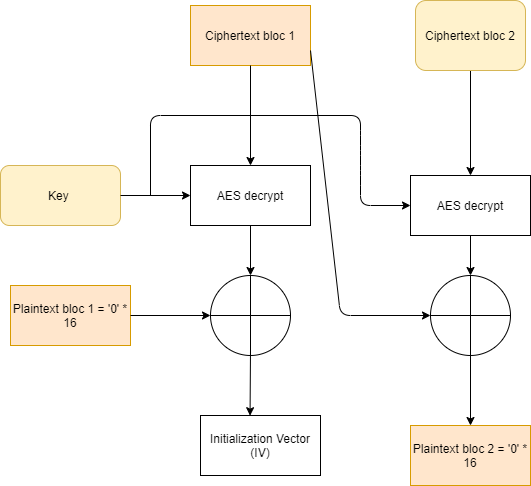 Ciphertext bloc 1
Ciphertext bloc 2
Key
AES decrypt
AES decrypt
Plaintext bloc 1 = '0' *
16
Initialization Vector
(IV)
Plaintext bloc 2 = '0' *
16